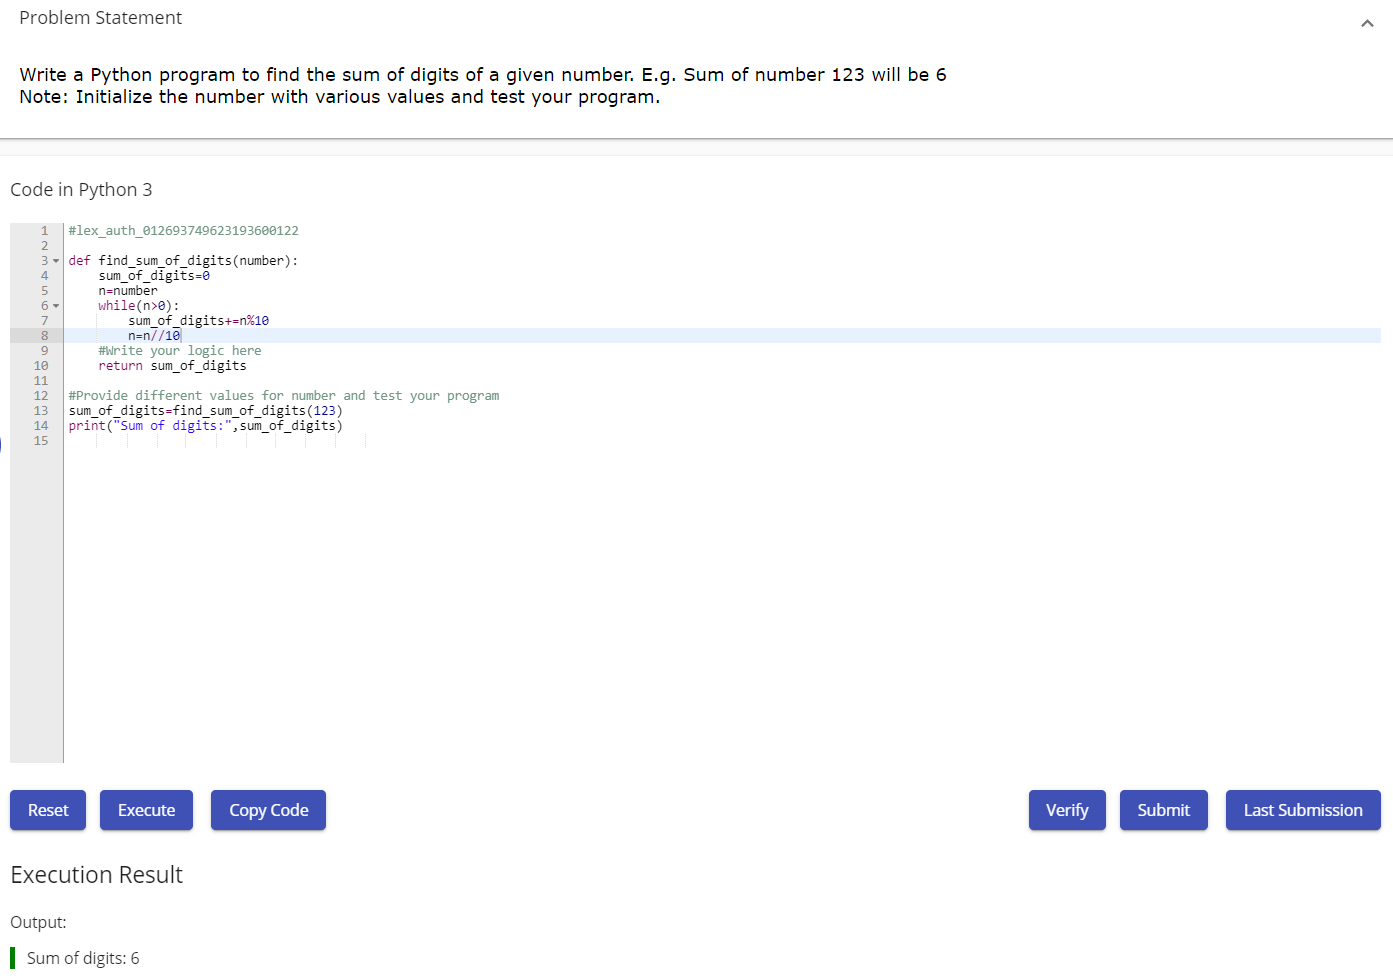 Problem Statement
Write a Python program to find the sum of digits of a given number. E.g. Sum of number 123 will be 6
Note: Initialize the number with various values and test your program.
Code in Python 3
1 #lex_auth_012693749623193600122
2
3 def find_sum_of_digits(number):
4     sum_of_digits=0
5     n=number
6     while(n>0):
7         sum_of_digits+=n%10
8         n=n//10
9     #Write your logic here
10     return sum_of_digits
11
12 #Provide different values for number and test your program
13 sum_of_digits=find_sum_of_digits(123)
14 print("Sum of digits:",sum_of_digits)
15
Reset Execute Copy Code Verify Submit Last Submission
Execution Result
Output:
Sum of digits: 6